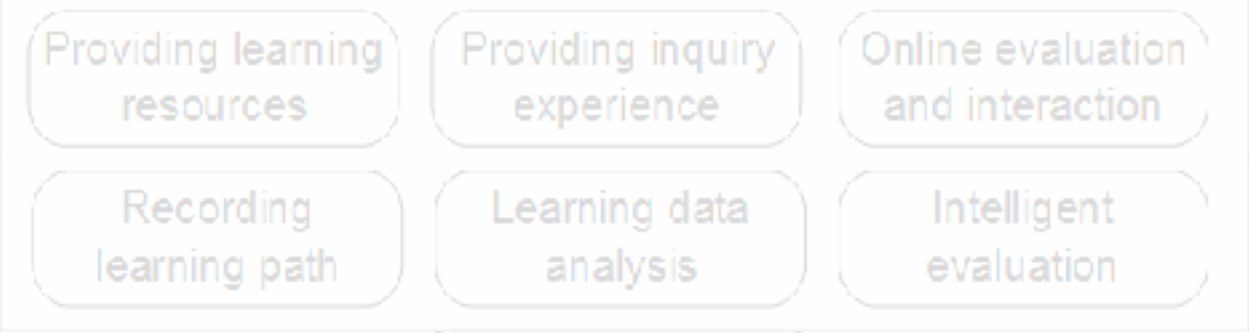 Providing learning
resources
Providing inquiry
experience
Online evaluation
and interaction
Recording
learning path
Learning data
analysis
Intelligent
evaluation